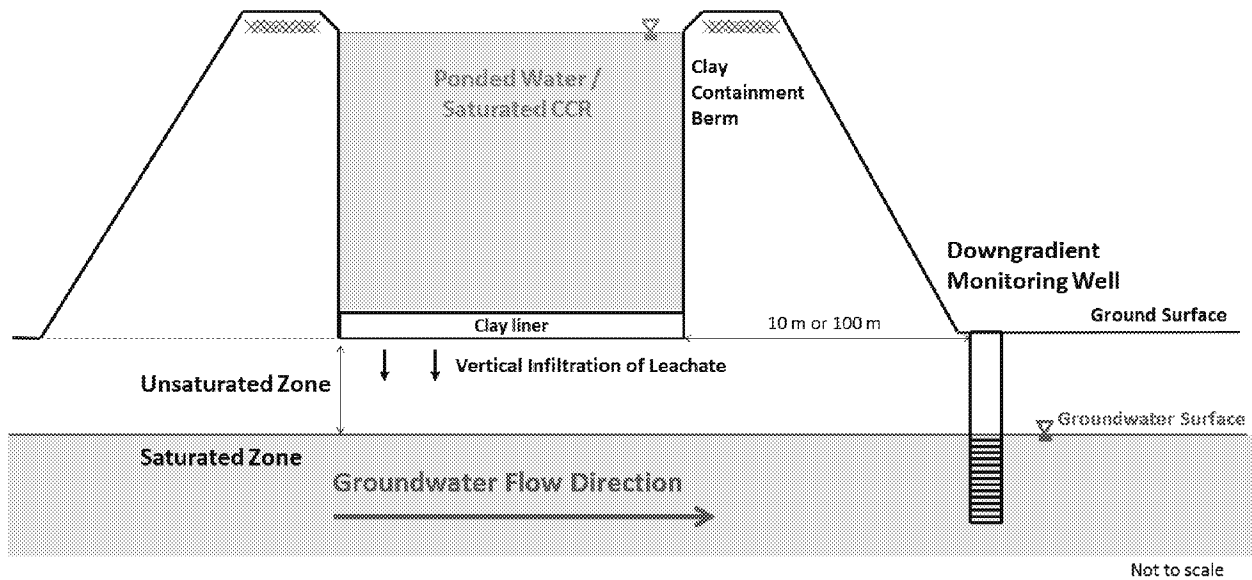 Ponded Water /
Saturated CCR
Clay
Containment
Berm
Downgradient
Monitoring Well
Clay liner
10 m or 100 m
Ground Surface
Vertical Infiltration of Leachate
Unsaturated Zone
Groundwater Surface
Saturated Zone
Groundwater Flow Direction
Not to scale